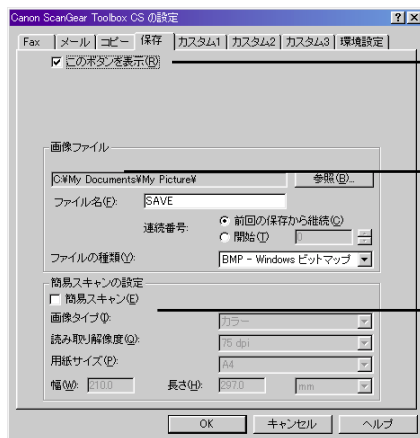 Canon ScanGear Toolbox CS の設定
Fax メール コピー 保存 カスタム1 カスタム2 カスタム3 環境設定
このボタンを表示(R)
画像ファイル
C:¥My Documents¥My Picture¥ 参照(B)...
ファイル名(F): SAVE
連続番号: 前回の保存から継続(C)
開始(T) 0
ファイルの種類(Y): BMP - Windows ビットマップ
簡易スキャンの設定
簡易スキャン(E)
画像タイプ(I): カラー
読み取り解像度(Q): 75 dpi
用紙サイズ(P): A4
幅(W): 210.0 長さ(H): 297.0 mm
OK キャンセル ヘルプ